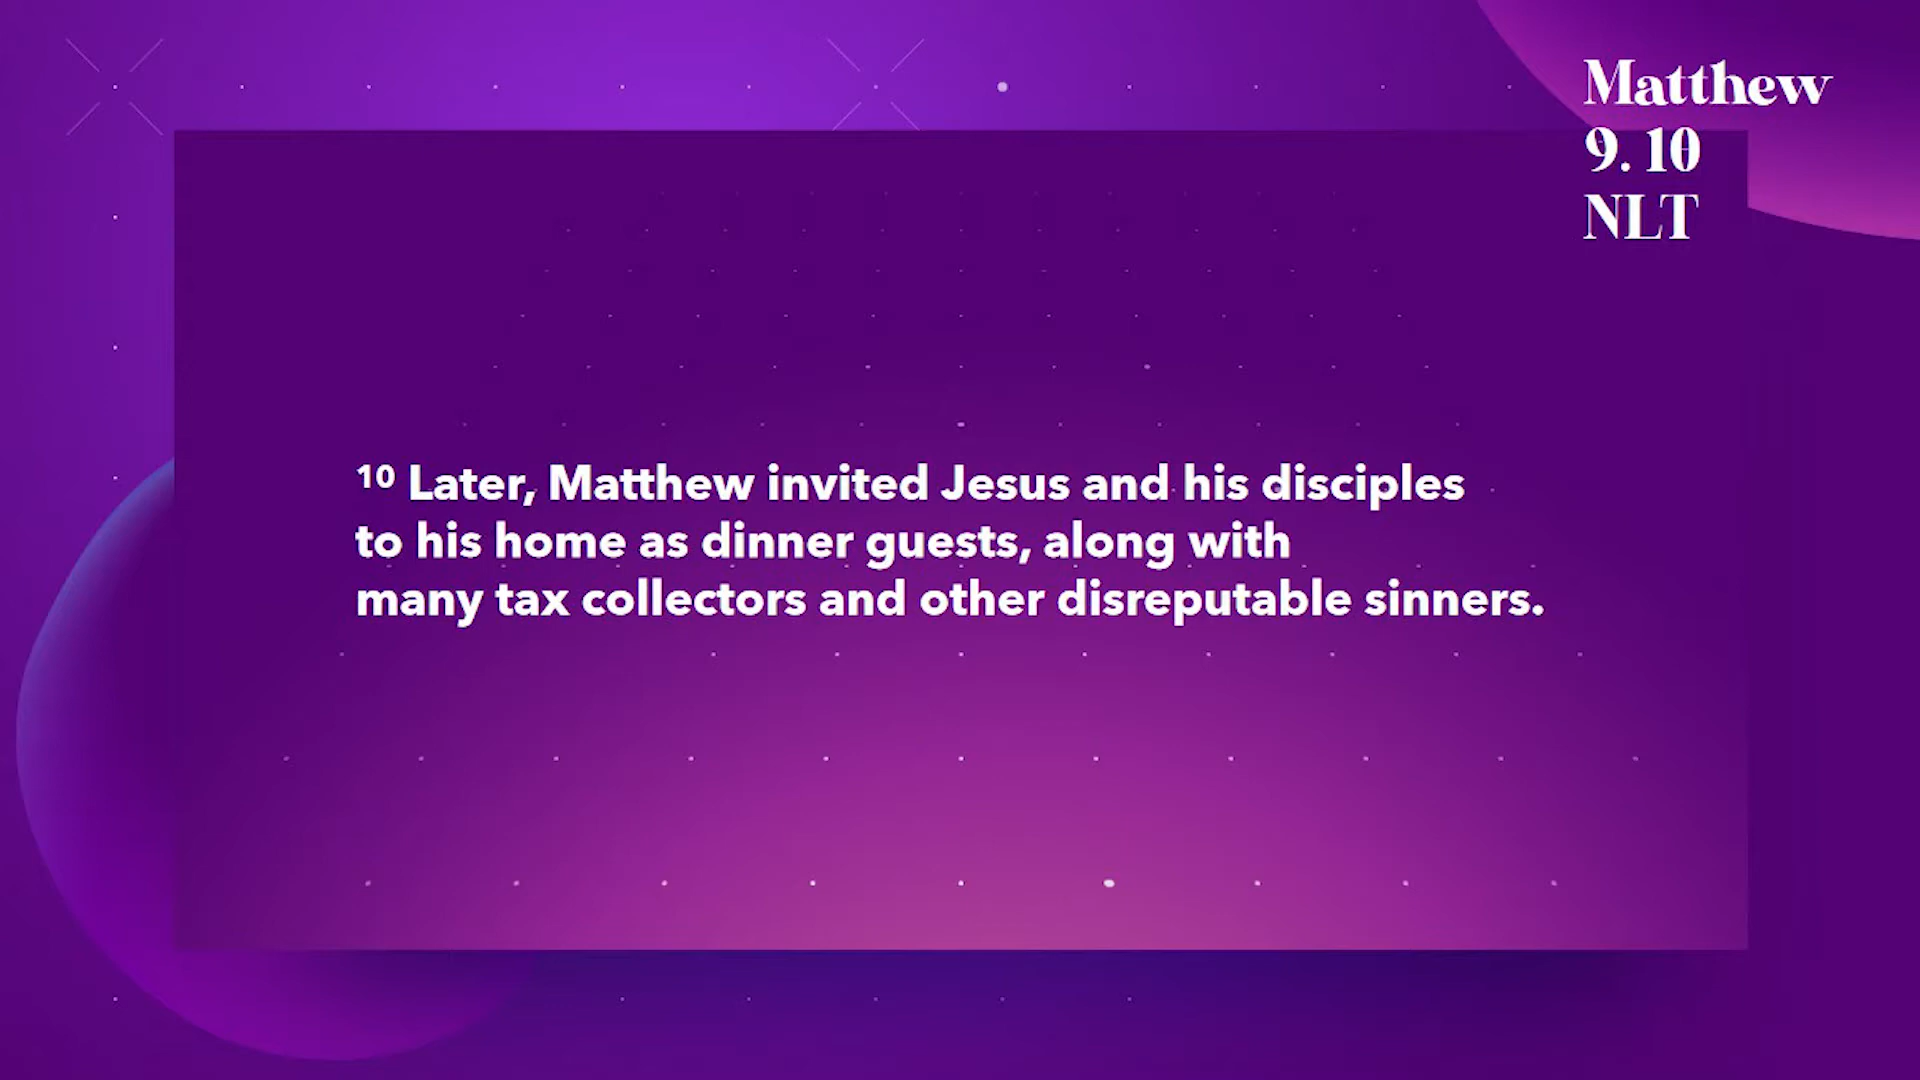 Matthew
9. 10
NLT
¹⁰ Later, Matthew invited Jesus and his disciples
to his home as dinner guests, along with
many tax collectors and other disreputable sinners.